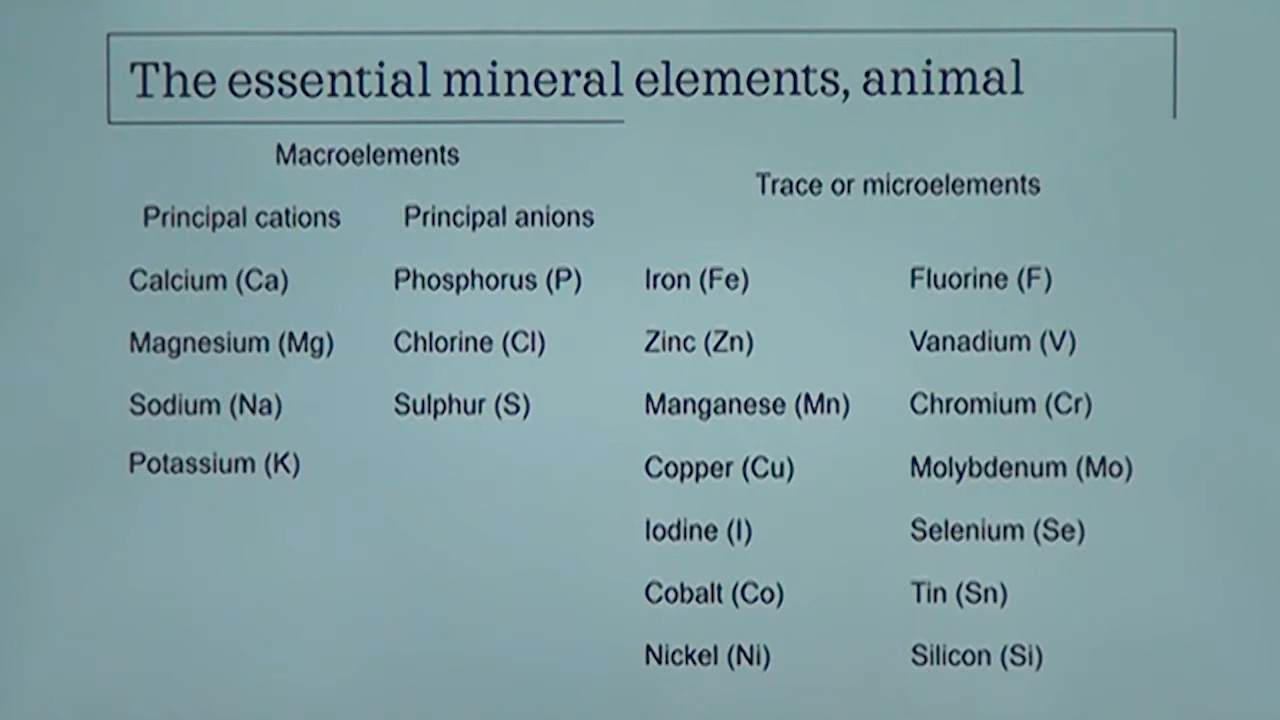 The essential mineral elements, animal
Macroelements
Trace or microelements
Principal cations
Principal anions
Calcium (Ca)
Phosphorus (P)
Iron (Fe)
Fluorine (F)
Magnesium (Mg)
Chlorine (Cl)
Zinc (Zn)
Vanadium (V)
Sodium (Na)
Sulphur (S)
Manganese (Mn)
Chromium (Cr)
Potassium (K)
Copper (Cu)
Molybdenum (Mo)
Iodine (I)
Selenium (Se)
Cobalt (Co)
Tin (Sn)
Nickel (Ni)
Silicon (Si)